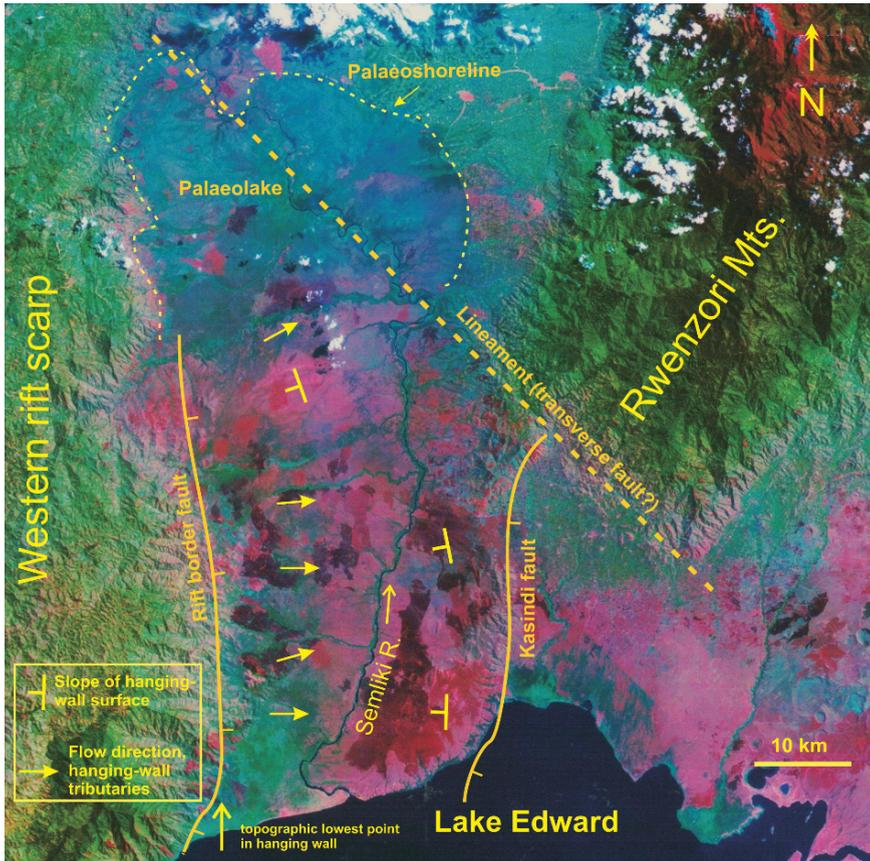 N
Palaeoshoreline
Palaeolake
Rwenzori Mts.
Western rift scarp
Lineament (transverse fault?)
Rift border fault
Kasindi fault
Semliki R.
Slope of hanging-
wall surface
Flow direction,
hanging-wall
tributaries
10 km
topographic lowest point
in hanging wall
Lake Edward